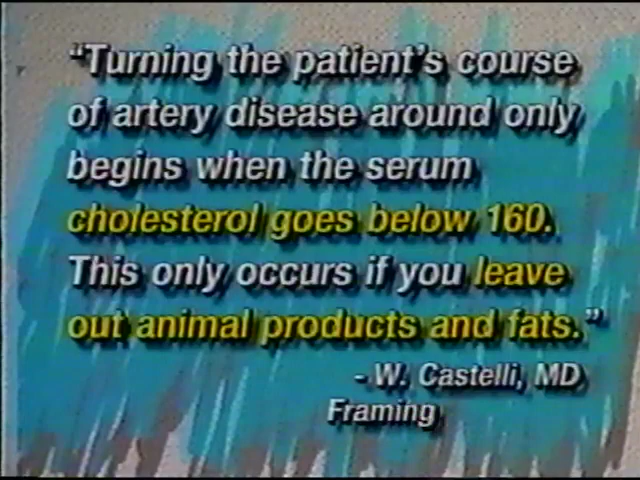 “Turning the patient’s course
of artery disease around only
begins when the serum
cholesterol goes below 160.
This only occurs if you leave
out animal products and fats.”
- W. Castelli, MD,
Framing